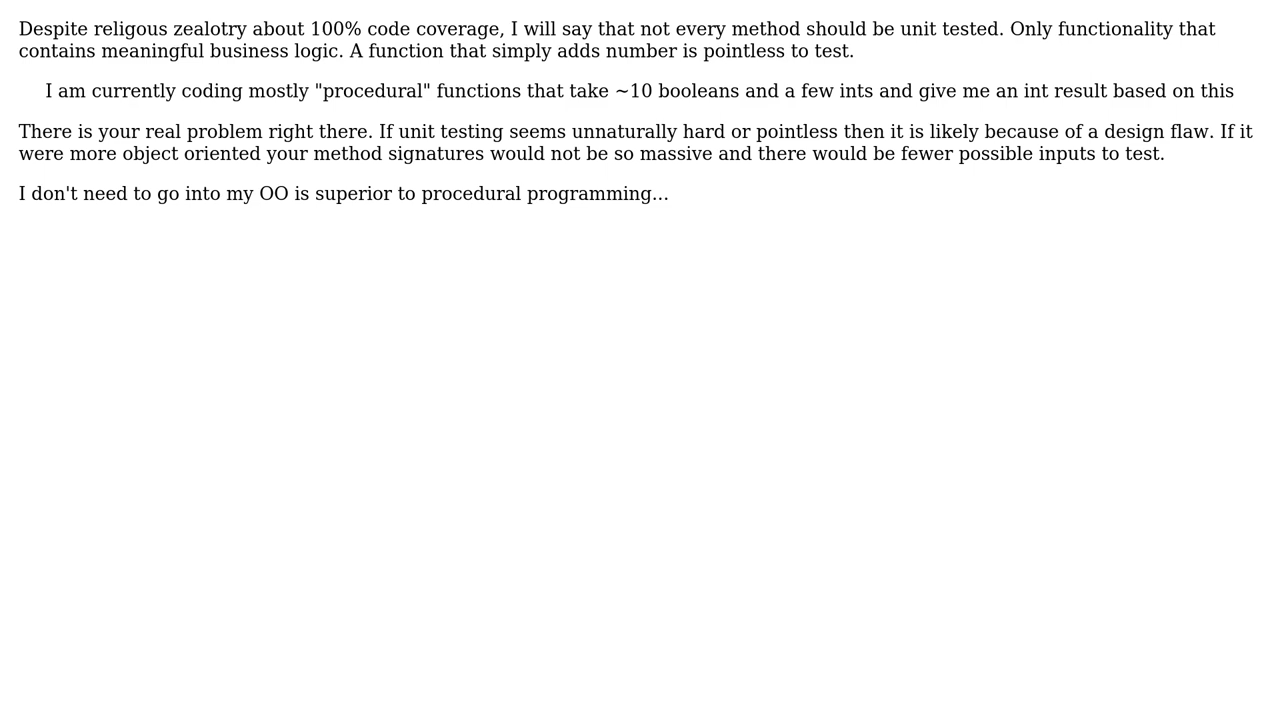 Despite religous zealotry about 100% code coverage, I will say that not every method should be unit tested. Only functionality that
contains meaningful business logic. A function that simply adds number is pointless to test.
I am currently coding mostly "procedural" functions that take ~10 booleans and a few ints and give me an int result based on this
There is your real problem right there. If unit testing seems unnaturally hard or pointless then it is likely because of a design flaw. If it
were more object oriented your method signatures would not be so massive and there would be fewer possible inputs to test.
I don't need to go into my OO is superior to procedural programming...